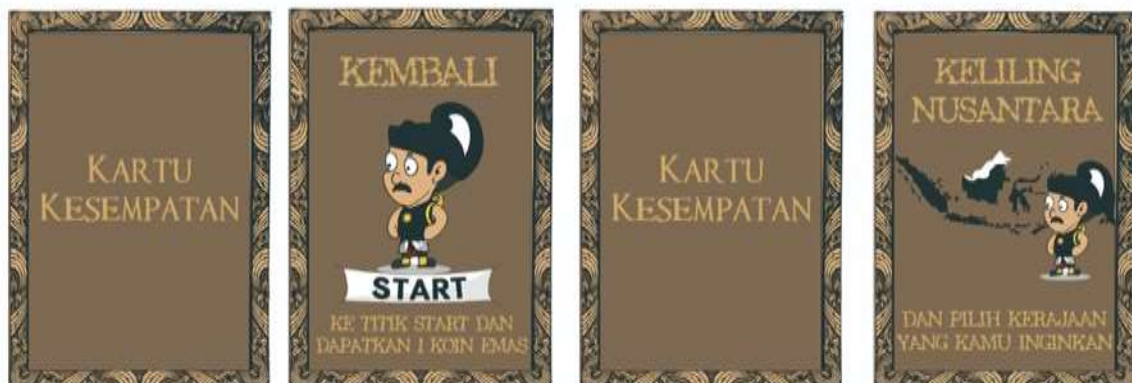 KARTU
KESEMPATAN
KEMBALI
START
KE TITIK START DAN
DAPATKAN 1 KOIN EMAS
KARTU
KESEMPATAN
KELILING
NUSANTARA
DAN PILIH KERAJAAN
YANG KAMU INGINKAN